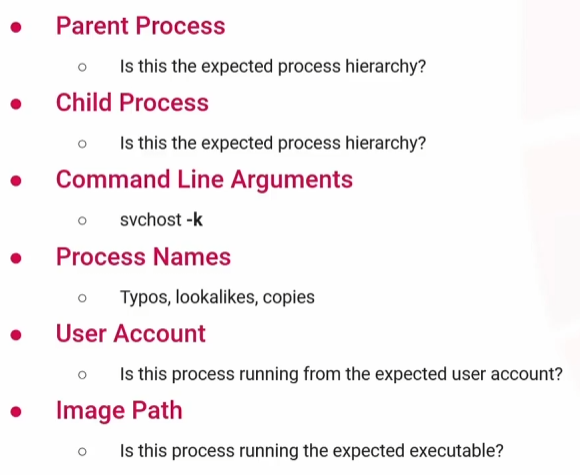 Parent Process
Is this the expected process hierarchy?
Child Process
Is this the expected process hierarchy?
Command Line Arguments
svchost -k
Process Names
Typos, lookalikes, copies
User Account
Is this process running from the expected user account?
Image Path
Is this process running the expected executable?